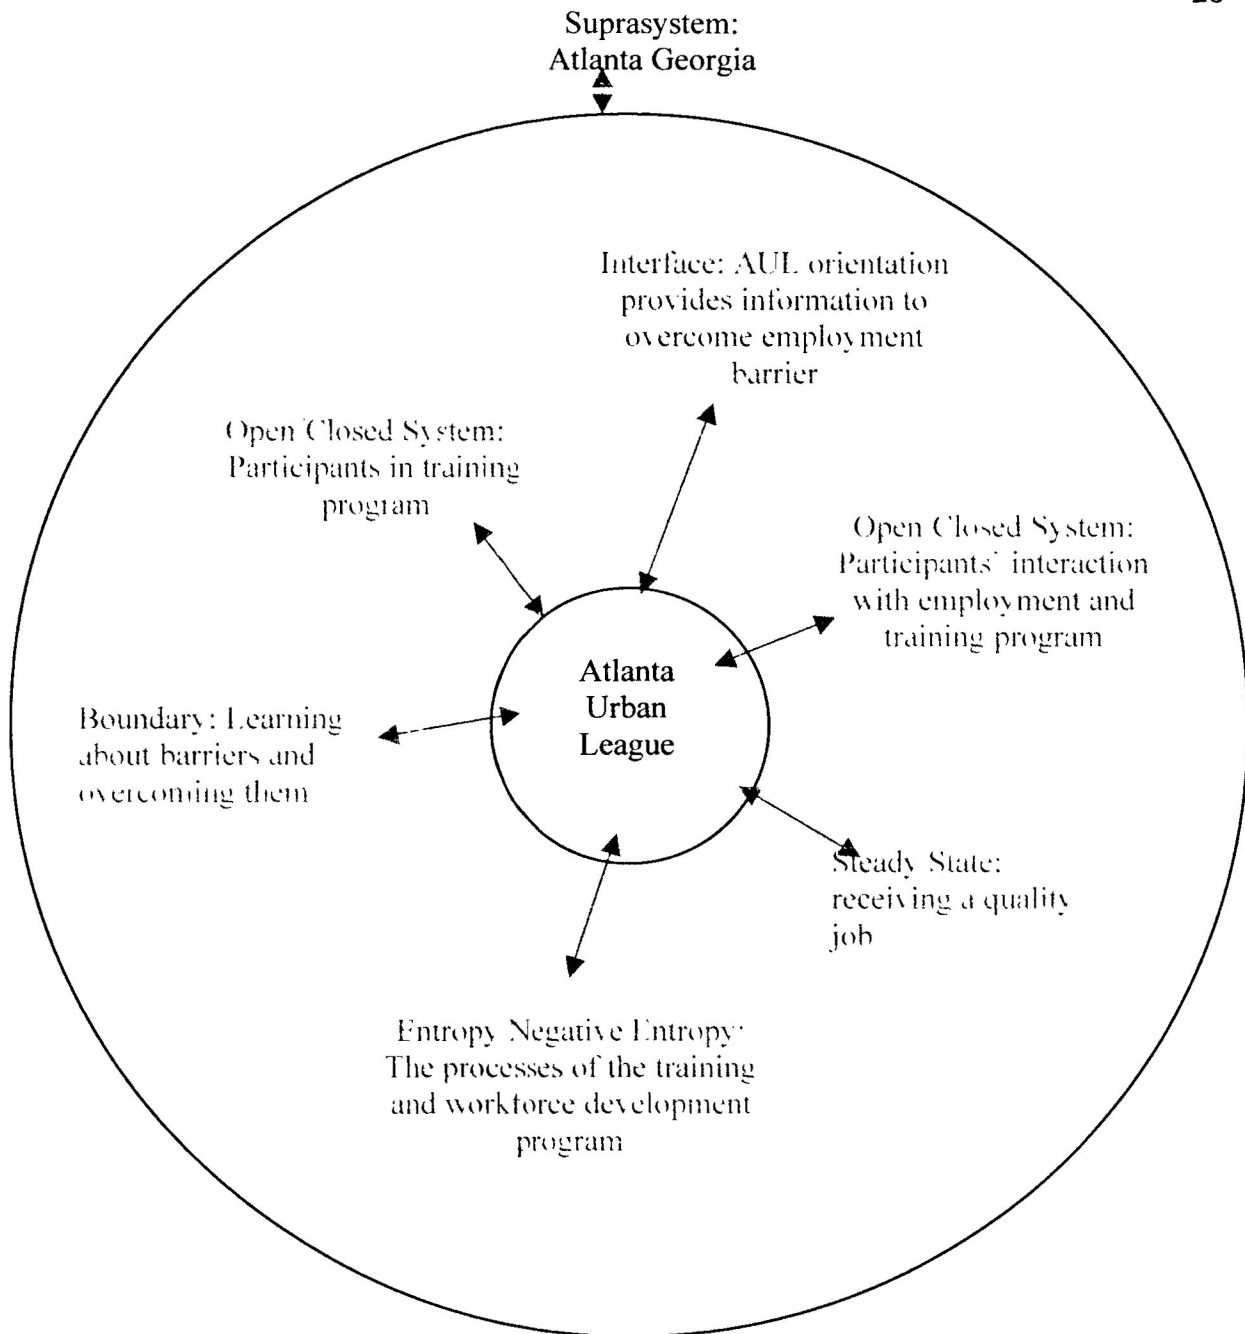 Suprasystem:
Atlanta Georgia
Interface: AUL orientation
provides information to
overcome employment
barrier
Open Closed System:
Participants in training
program
Open Closed System:
Participants' interaction
with employment and
training program
Atlanta
Urban
League
Boundary: Learning
about barriers and
overcoming them
Steady State:
receiving a quality
job
Entropy Negative Entropy:
The processes of the training
and workforce development
program